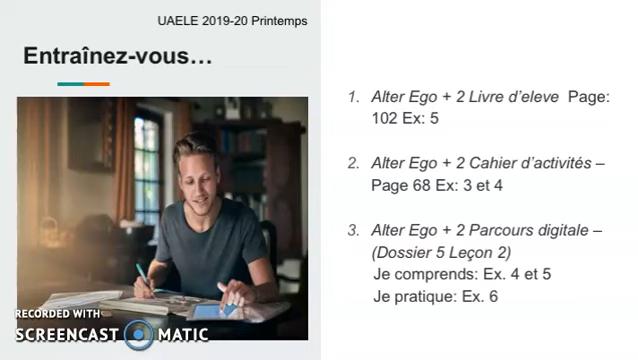 UAELE 2019-20 Printemps
Entraînez-vous…
1. Alter Ego + 2 Livre d'eleve Page:
102 Ex: 5
2. Alter Ego + 2 Cahier d'activités –
Page 68 Ex: 3 et 4
3. Alter Ego + 2 Parcours digitale –
(Dossier 5 Leçon 2)
Je comprends: Ex. 4 et 5
Je pratique: Ex. 6
RECORDED WITH
SCREENCAST MATIC